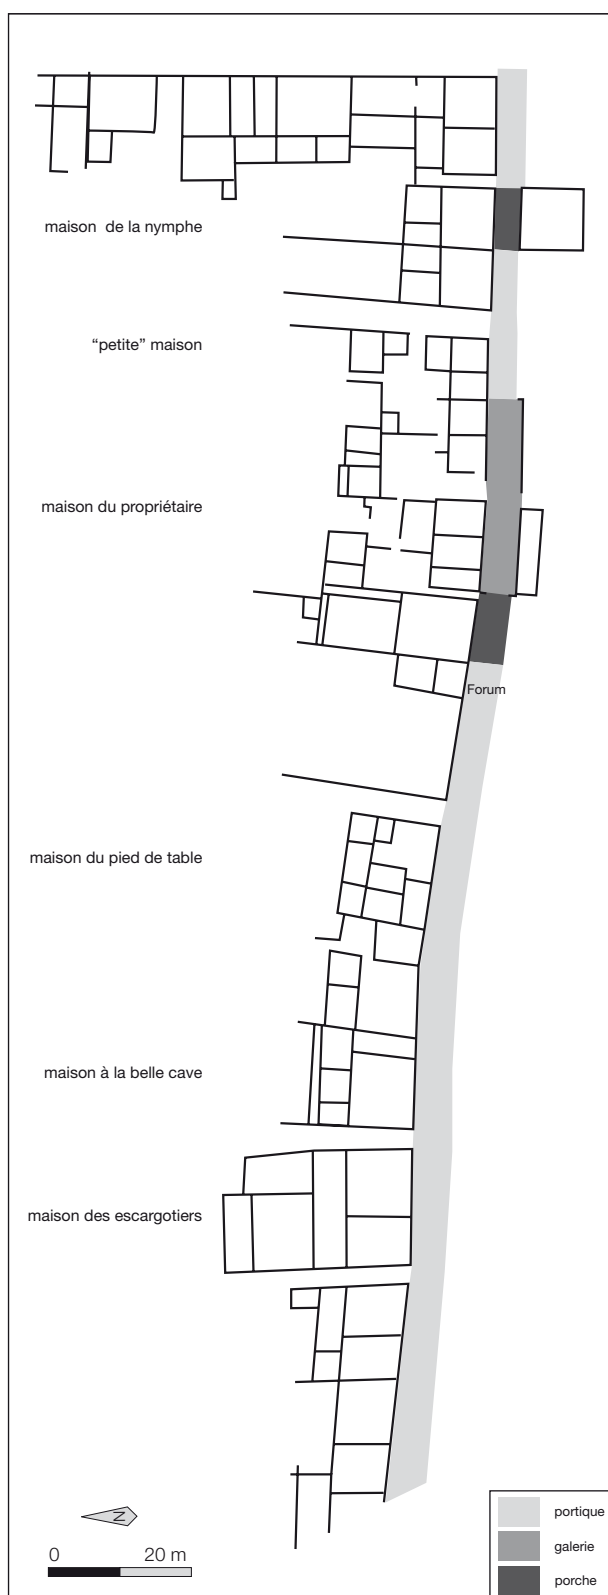 maison de la nymphe
“petite” maison
maison du propriétaire
Forum
maison du pied de table
maison à la belle cave
maison des escargotiers
N
0 20 m
portique
galerie
porche